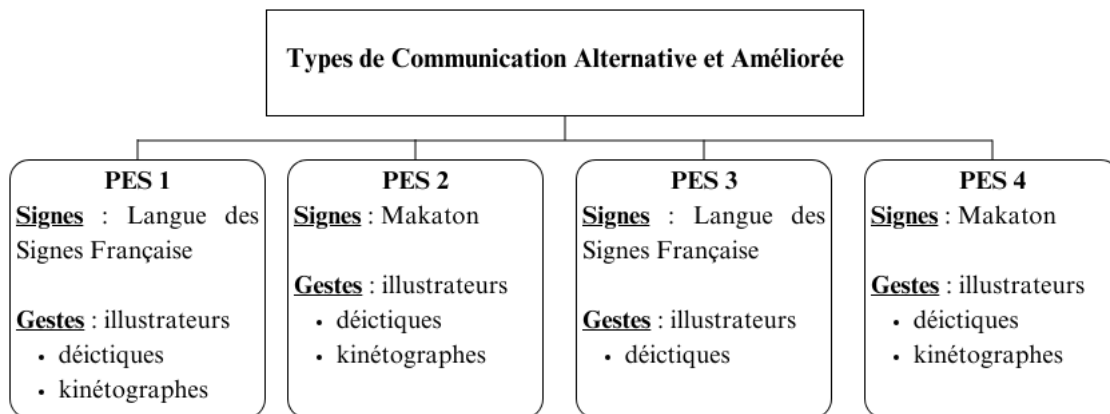 Types de Communication Alternative et Améliorée
PES 1
Signes : Langue des
Signes Française
Gestes : illustrateurs
• déictiques
• kinétographes
PES 2
Signes : Makaton
Gestes : illustrateurs
• déictiques
• kinétographes
PES 3
Signes : Langue des
Signes Française
Gestes : illustrateurs
• déictiques
PES 4
Signes : Makaton
Gestes : illustrateurs
• déictiques
• kinétographes